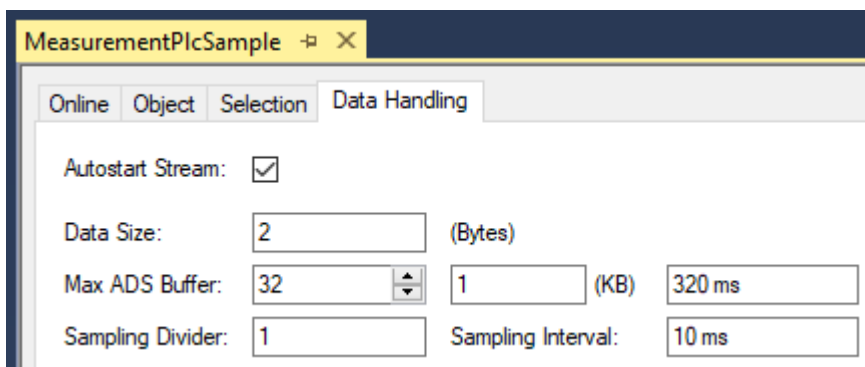 MeasurementPlcSample
Online Object Selection Data Handling
Autostart Stream:
Data Size: 2 (Bytes)
Max ADS Buffer: 32 1 (KB) 320 ms
Sampling Divider: 1 Sampling Interval: 10 ms